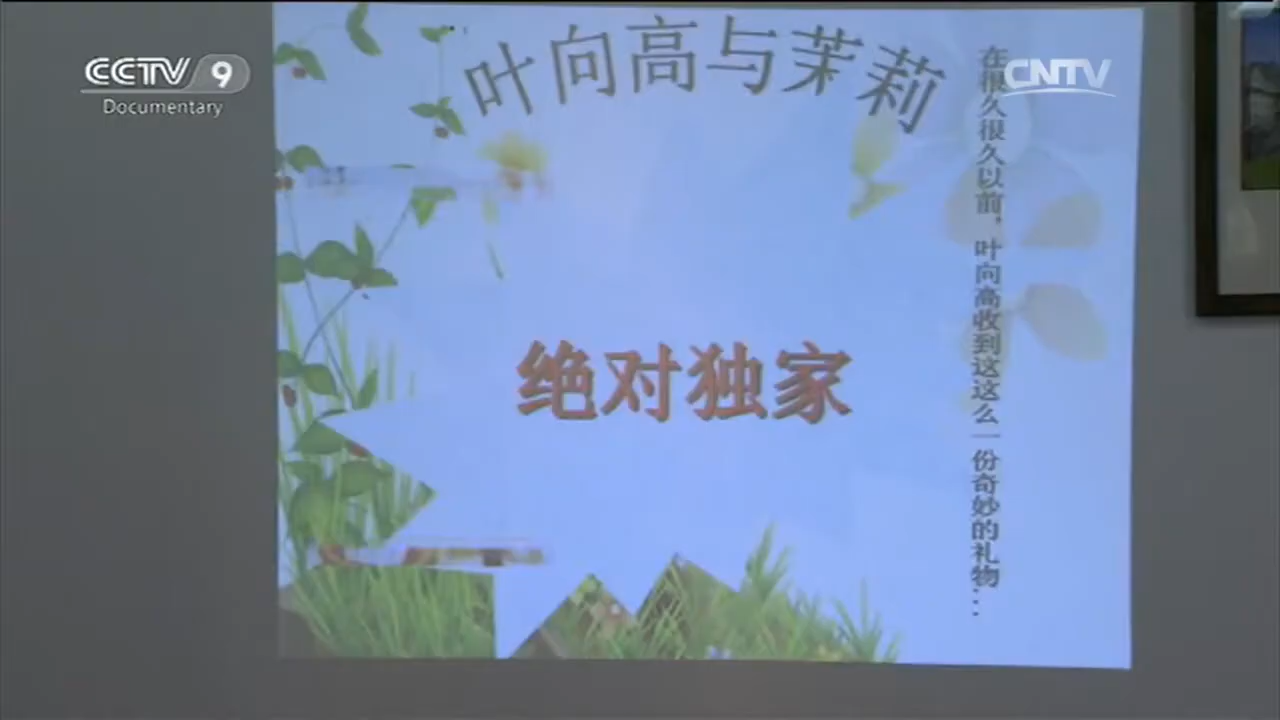 CCTV 9
Documentary
CNTV
叶向高与茉莉
在很久很久以前，叶向高收到这这么一份奇妙的礼物...
绝对独家